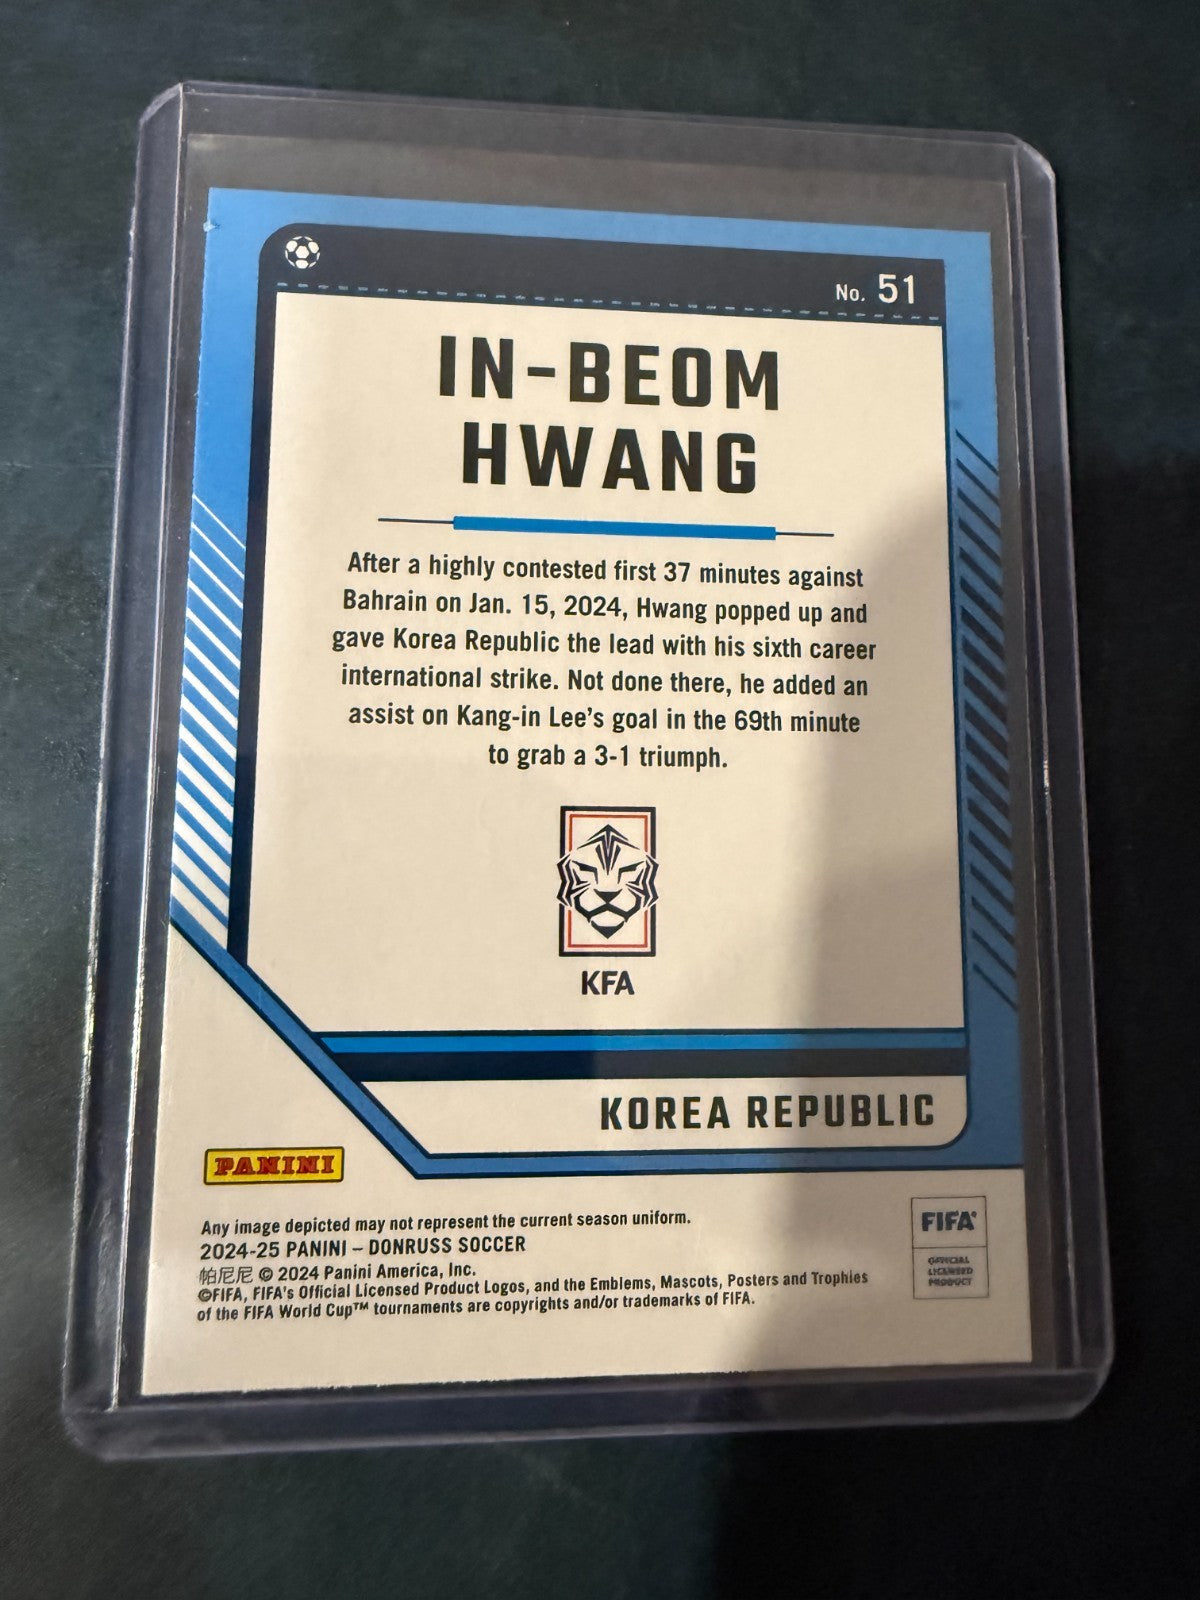 No. 51
IN-BEOM
HWANG
After a highly contested first 37 minutes against
Bahrain on Jan. 15, 2024, Hwang popped up and
gave Korea Republic the lead with his sixth career
international strike. Not done there, he added an
assist on Kang-in Lee's goal in the 69th minute
to grab a 3-1 triumph.
KFA
KOREA REPUBLIC
PANINI
Any image depicted may not represent the current season uniform.
2024-25 PANINI – DONRUSS SOCCER
帕尼尼 © 2024 Panini America, Inc.
©FIFA, FIFA's Official Licensed Product Logos, and the Emblems, Mascots, Posters and Trophies
of the FIFA World Cup™ tournaments are copyrights and/or trademarks of FIFA.
FIFA®
OFFICIAL
LICENSED
PRODUCT